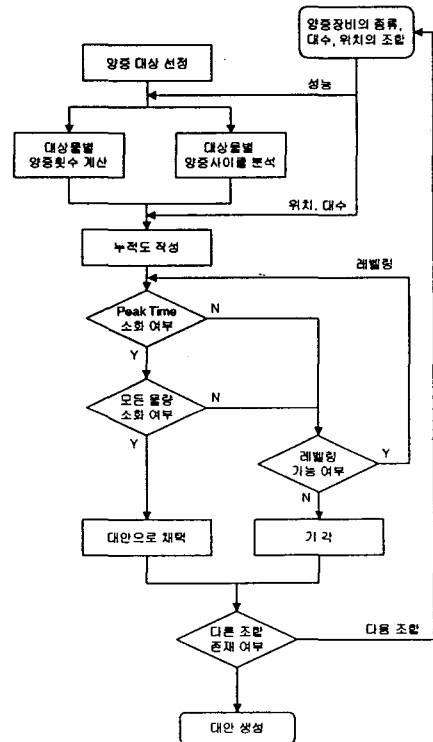 양중장비의 종류,
대수, 위치의 조합
양중 대상 선정
성능
대상물별
양중횟수 계산
대상물별
양중사이클 분석
위치, 대수
누적도 작성
레벨링
Peak Time
소화 여부
N
Y
모든 물량
소화 여부
N
Y
레벨링
가능 여부
Y
N
대안으로 채택
기 각
다른 조합
존재 여부
다음 조합
대안 생성